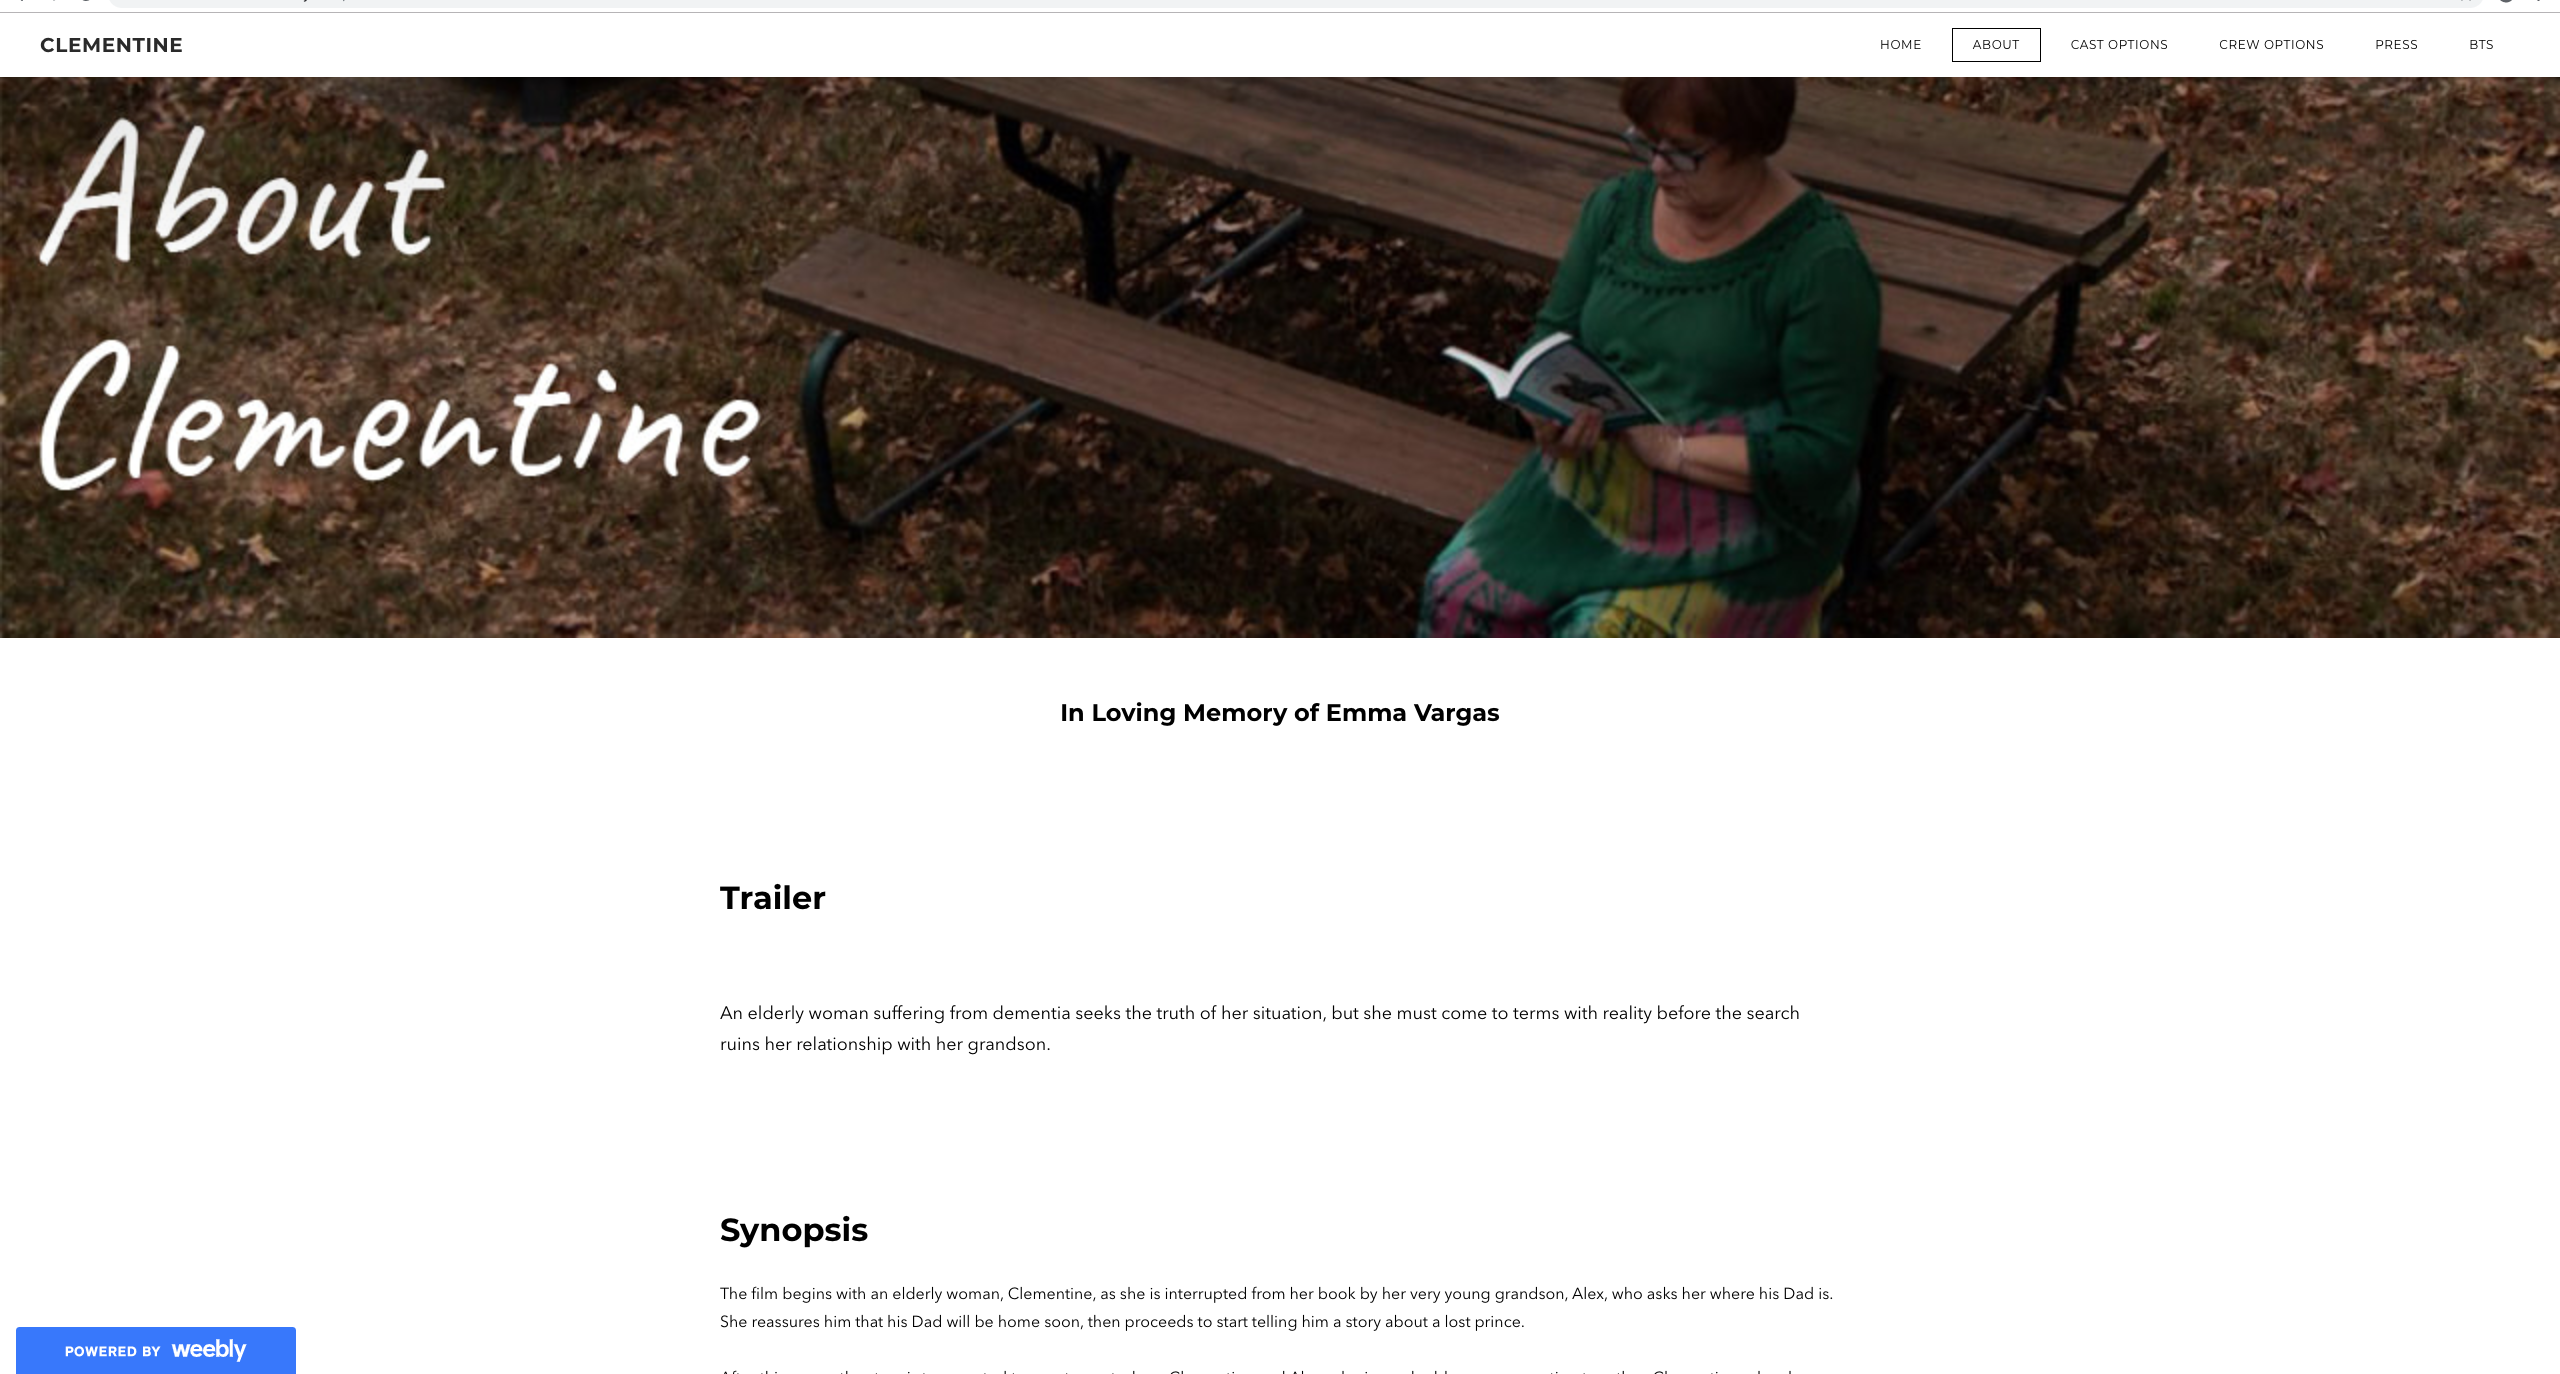 CLEMENTINE
HOME
ABOUT
CAST OPTIONS
CREW OPTIONS
PRESS
BTS
About
Clementine
In Loving Memory of Emma Vargas
Trailer
An elderly woman suffering from dementia seeks the truth of her situation, but she must come to terms with reality before the search
ruins her relationship with her grandson.
Synopsis
The film begins with an elderly woman, Clementine, as she is interrupted from her book by her very young grandson, Alex, who asks her where his Dad is.
She reassures him that his Dad will be home soon, then proceeds to start telling him a story about a lost prince.
POWERED BY weebly